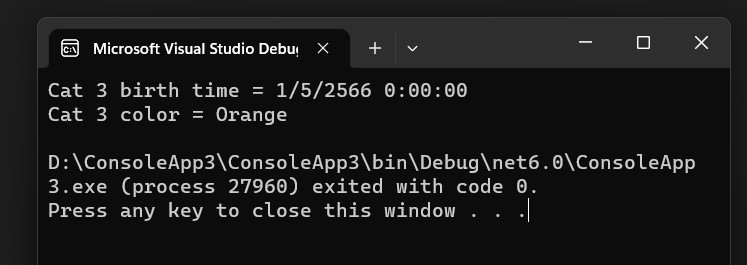 Microsoft Visual Studio Debug
Cat 3 birth time = 1/5/2566 0:00:00
Cat 3 color = Orange
D:\ConsoleApp3\ConsoleApp3\bin\Debug\net6.0\ConsoleApp
3.exe (process 27960) exited with code 0.
Press any key to close this window . . .